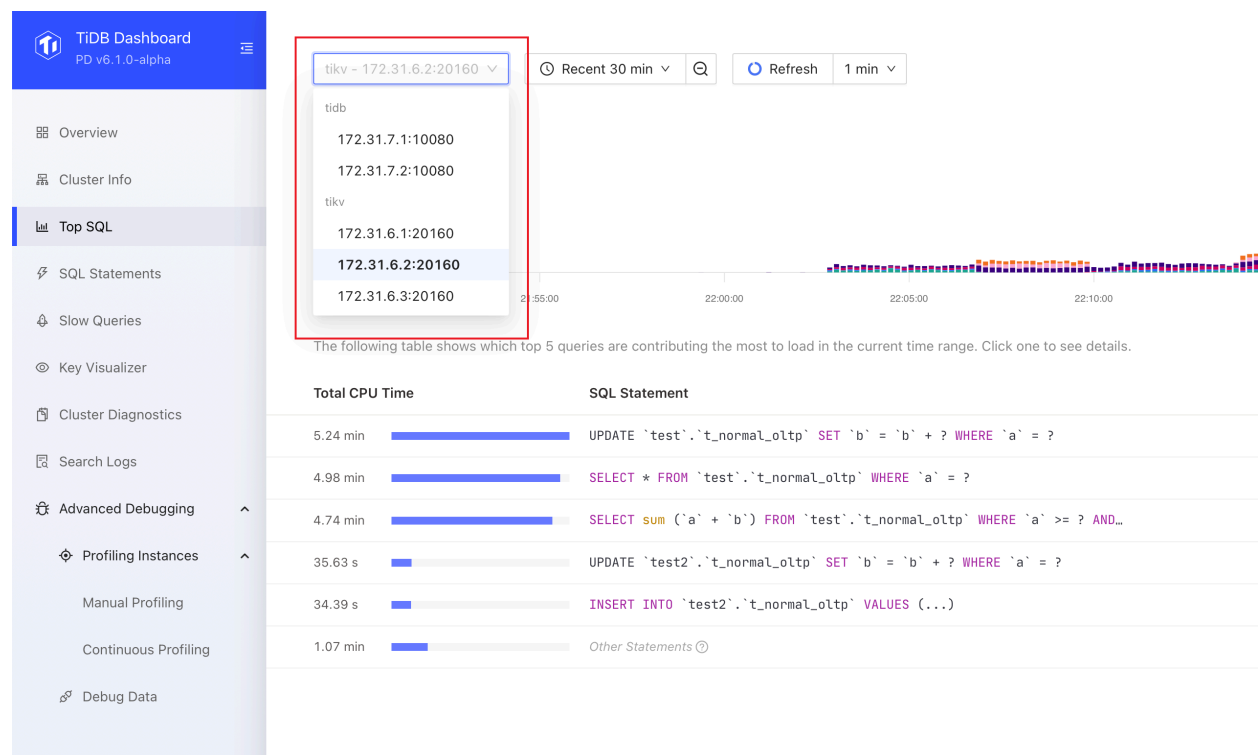 TiDB Dashboard
PD v6.1.0-alpha
Overview
Cluster Info
Top SQL
SQL Statements
Slow Queries
Key Visualizer
Cluster Diagnostics
Search Logs
Advanced Debugging
Profiling Instances
Manual Profiling
Continuous Profiling
Debug Data
tikv - 172.31.6.2:20160
Recent 30 min
Refresh
1 min
tidb
172.31.7.1:10080
172.31.7.2:10080
tikv
172.31.6.1:20160
172.31.6.2:20160
172.31.6.3:20160
21:55:00 22:00:00 22:05:00 22:10:00
The following table shows which top 5 queries are contributing the most to load in the current time range. Click one to see details.
Total CPU Time SQL Statement
5.24 min UPDATE `test`.`t_normal_oltp` SET `b` = `b` + ? WHERE `a` = ?
4.98 min SELECT * FROM `test`.`t_normal_oltp` WHERE `a` = ?
4.74 min SELECT sum (`a` + `b`) FROM `test`.`t_normal_oltp` WHERE `a` >= ? AND…
35.63 s UPDATE `test2`.`t_normal_oltp` SET `b` = `b` + ? WHERE `a` = ?
34.39 s INSERT INTO `test2`.`t_normal_oltp` VALUES (...)
1.07 min Other Statements